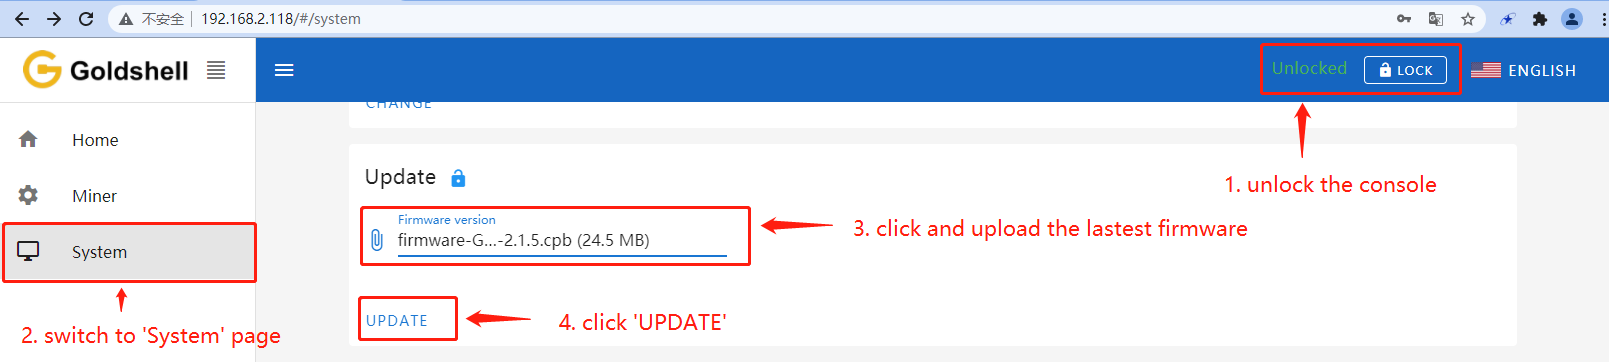 不安全 | 192.168.2.118/#/system
Goldshell
Unlocked
LOCK
ENGLISH
CHANGE
Home
Update
1. unlock the console
Miner
Firmware version
firmware-G...-2.1.5.cpb (24.5 MB)
3. click and upload the lastest firmware
System
UPDATE
4. click 'UPDATE'
2. switch to 'System' page